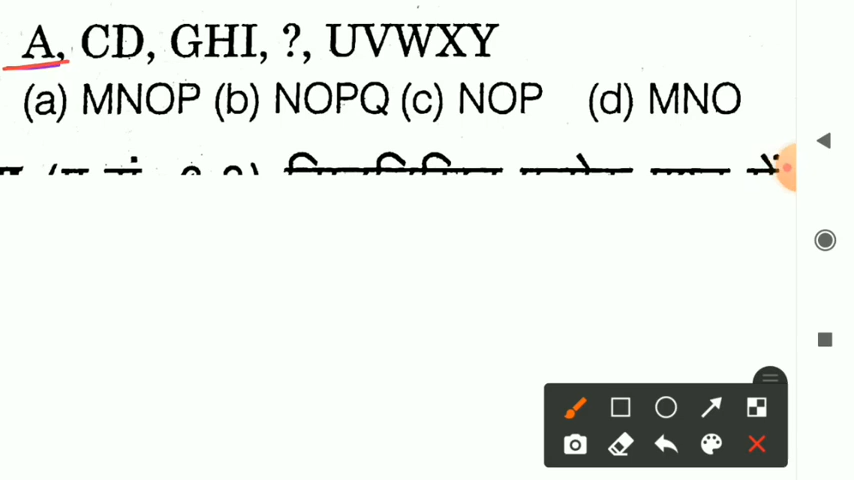 A, CD, GHI, ?, UVWXY
(a) MNOP (b) NOPQ (c) NOP (d) MNO